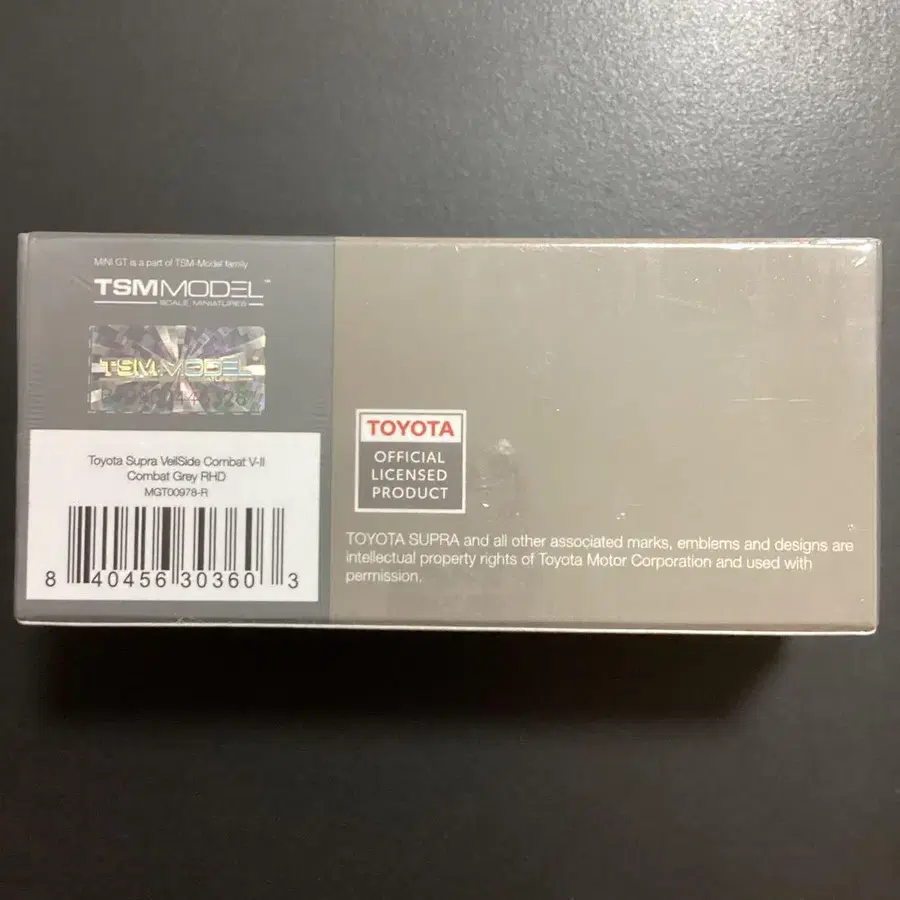 MINI GT is a part of TSM-Model family
TSMMODEL™
SCALE MINIATURES
TSM.MODEL
Toyota Supra VeilSide Combat V-II
Combat Grey RHD
MGT00978-R
8 40456 30360 3
TOYOTA
OFFICIAL
LICENSED
PRODUCT
TOYOTA SUPRA and all other associated marks, emblems and designs are
intellectual property rights of Toyota Motor Corporation and used with
permission.